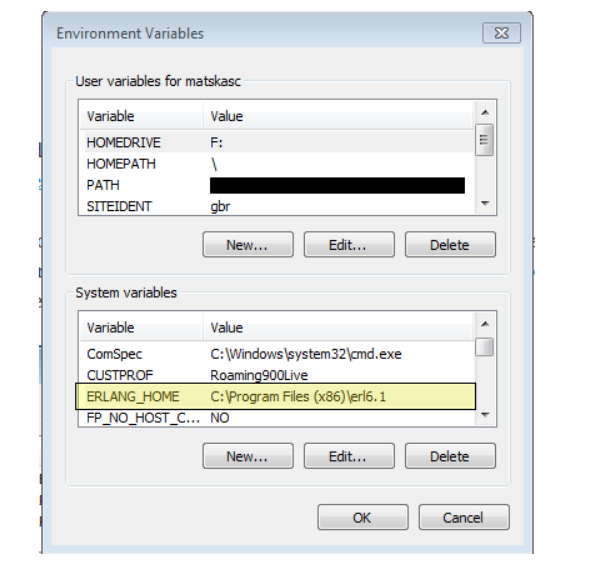 Environment Variables
User variables for matskasc
Variable Value
HOMEDRIVE F:
HOMEPATH \
PATH
SITEIDENT gbr
New... Edit... Delete
System variables
Variable Value
ComSpec C:\Windows\system32\cmd.exe
CUSTPROF Roaming900Live
ERLANG_HOME C:\Program Files (x86)\erl6.1
FP_NO_HOST_C... NO
New... Edit... Delete
OK Cancel